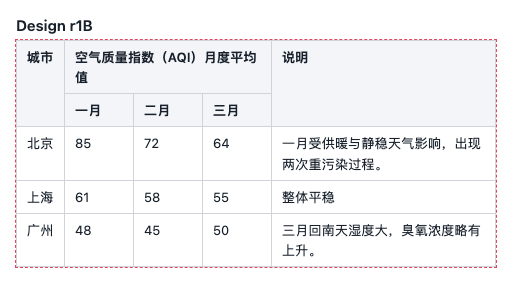 Design r1B
城市
空气质量指数（AQI）月度平均
值
说明
一月
二月
三月
北京
85
72
64
一月受供暖与静稳天气影响，出现
两次重污染过程。
上海
61
58
55
整体平稳
广州
48
45
50
三月回南天湿度大，臭氧浓度略有
上升。